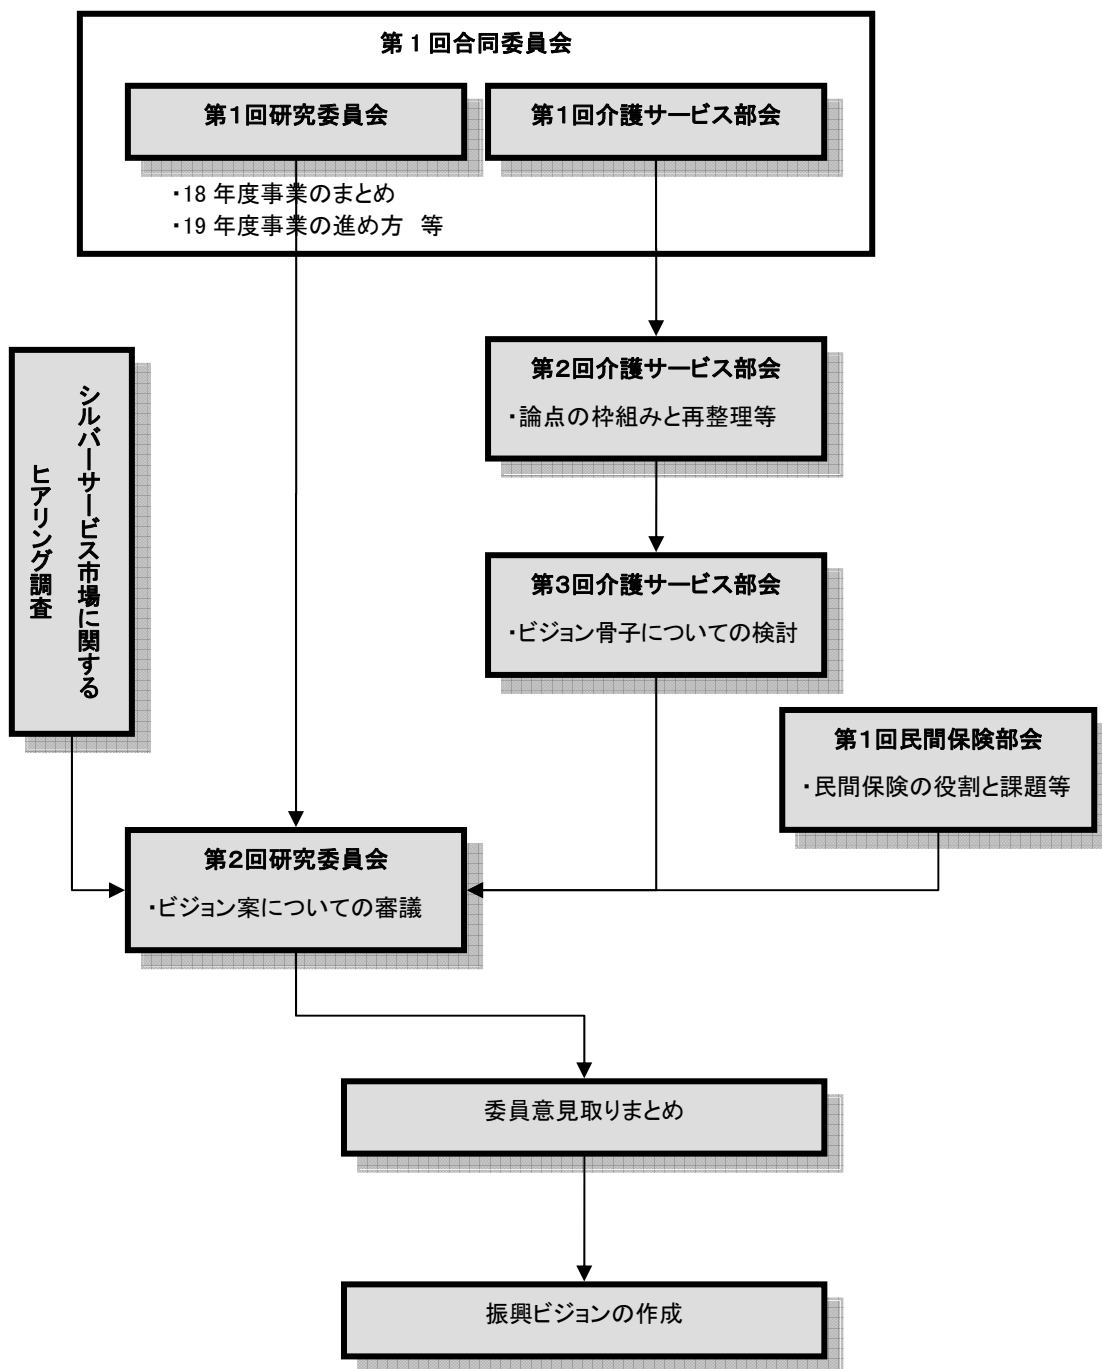 第1回合同委員会
第1回研究委員会
第1回介護サービス部会
・18年度事業のまとめ
・19年度事業の進め方　等
第2回介護サービス部会
・論点の枠組みと再整理等
シルバーサービス市場に関する
ヒアリング調査
第3回介護サービス部会
・ビジョン骨子についての検討
第1回民間保険部会
・民間保険の役割と課題等
第2回研究委員会
・ビジョン案についての審議
委員意見取りまとめ
振興ビジョンの作成